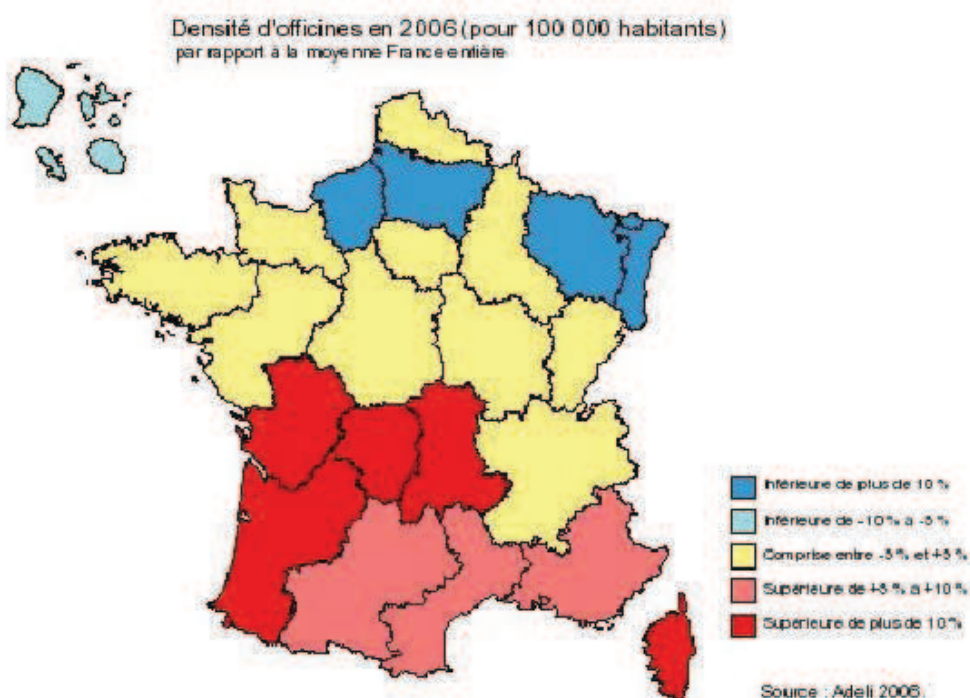 Densité d'officines en 2006 (pour 100 000 habitants)
par rapport à la moyenne France entière
Inférieure de plus de 10 %
Inférieure de -10 % à -5 %
Comprise entre -5 % et +5 %
Supérieure de +5 % à +10 %
Supérieure de plus de 10 %
Source : Adeli 2006.